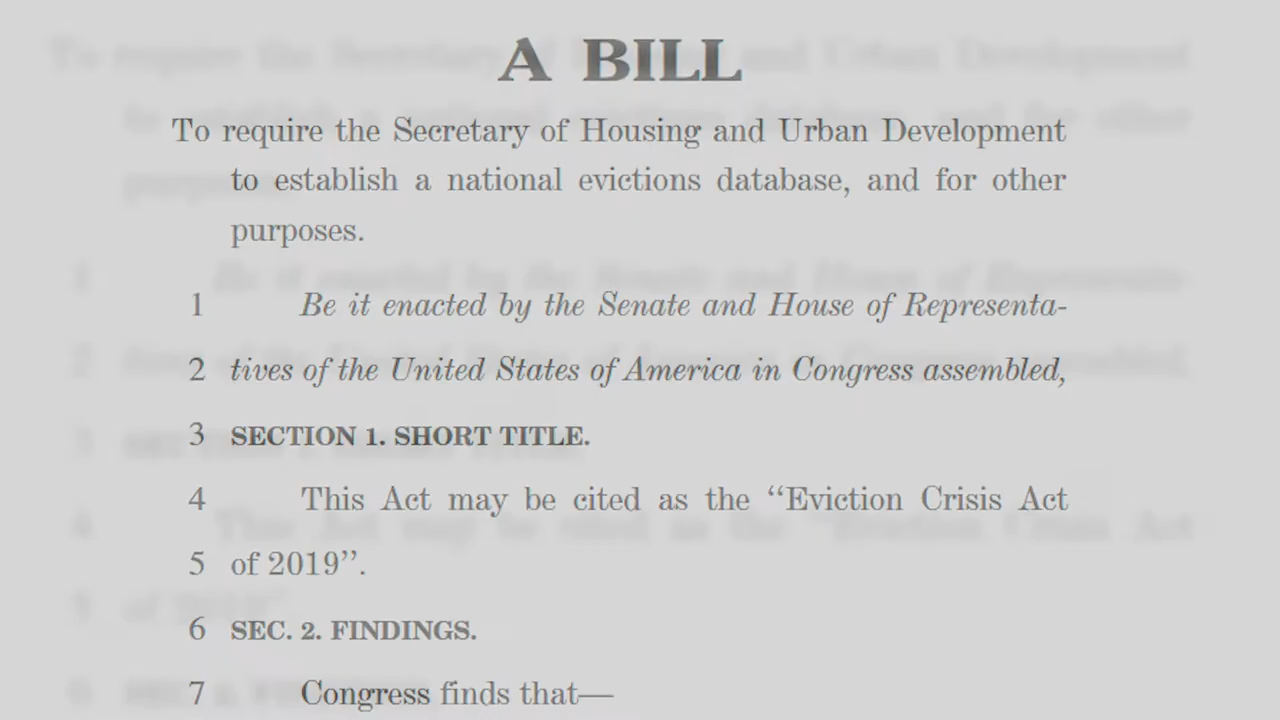 A BILL
To require the Secretary of Housing and Urban Development
to establish a national evictions database, and for other
purposes.
1 Be it enacted by the Senate and House of Representa-
2 tives of the United States of America in Congress assembled,
3 SECTION 1. SHORT TITLE.
4 This Act may be cited as the ‘‘Eviction Crisis Act
5 of 2019’’.
6 SEC. 2. FINDINGS.
7 Congress finds that—